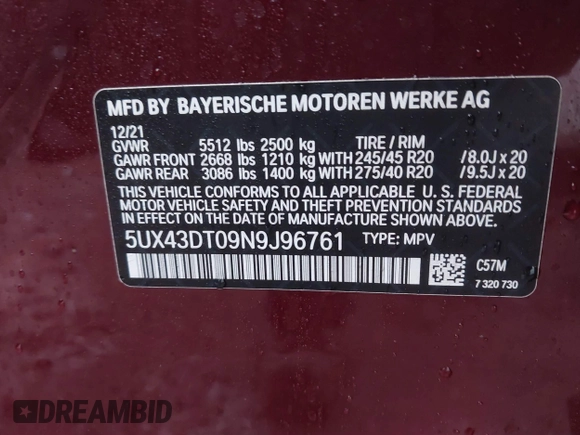 MFD BY BAYERISCHE MOTOREN WERKE AG
12/21
GVWR 5512 lbs 2500 kg TIRE / RIM
GAWR FRONT 2668 lbs 1210 kg WITH 245/45 R20 /8.0J x 20
GAWR REAR 3086 lbs 1400 kg WITH 275/40 R20 /9.5J x 20
THIS VEHICLE CONFORMS TO ALL APPLICABLE U. S. FEDERAL
MOTOR VEHICLE SAFETY AND THEFT PREVENTION STANDARDS
IN EFFECT ON THE DATE OF MANUFACTURE SHOWN ABOVE.
5UX43DT09N9J96761 TYPE: MPV
C57M
7 320 730
DREAMBID